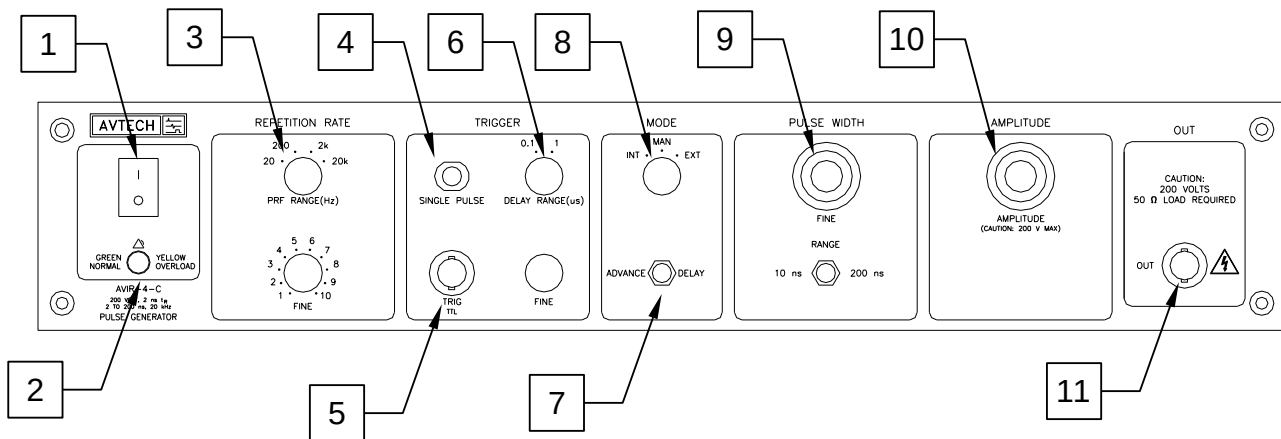 1
3
4
6
8
9
10
AVTECH
REPETITION RATE
TRIGGER
MODE
PULSE WIDTH
AMPLITUDE
OUT
I
O
GREEN NORMAL
YELLOW OVERLOAD
AVIR-4-C
PULSE GENERATOR
20
200
2k
20k
PRF RANGE(Hz)
1
2
3
4
5
6
7
8
9
10
FINE
SINGLE PULSE
0.1
1
DELAY RANGE(us)
TRIG
TTL
FINE
INT
MAN
EXT
ADVANCE
DELAY
FINE
RANGE
10 ns
200 ns
AMPLITUDE
(CAUTION: 200 V MAX)
CAUTION:
200 VOLTS
50 Ω LOAD REQUIRED
OUT
2
5
7
11